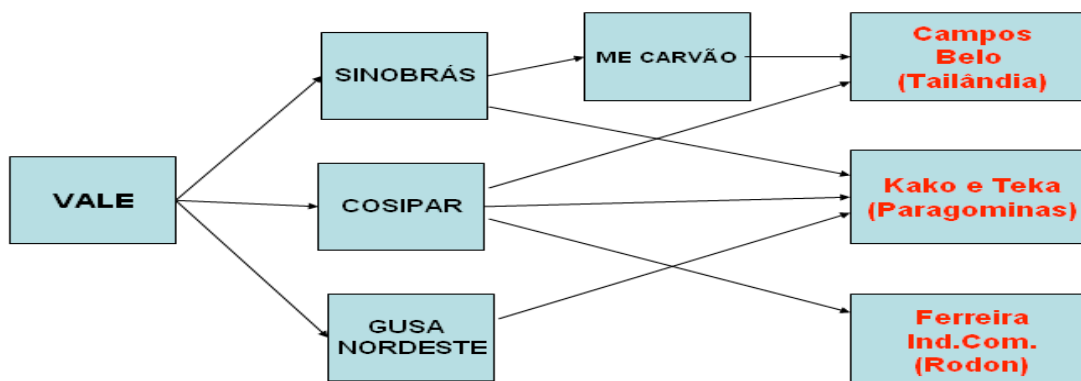 VALE
SINOBRÁS
COSIPAR
GUSA
NORDESTE
ME CARVÃO
Campos
Belo
(Tailândia)
Kako e Teka
(Paragominas)
Ferreira
Ind.Com.
(Rodon)